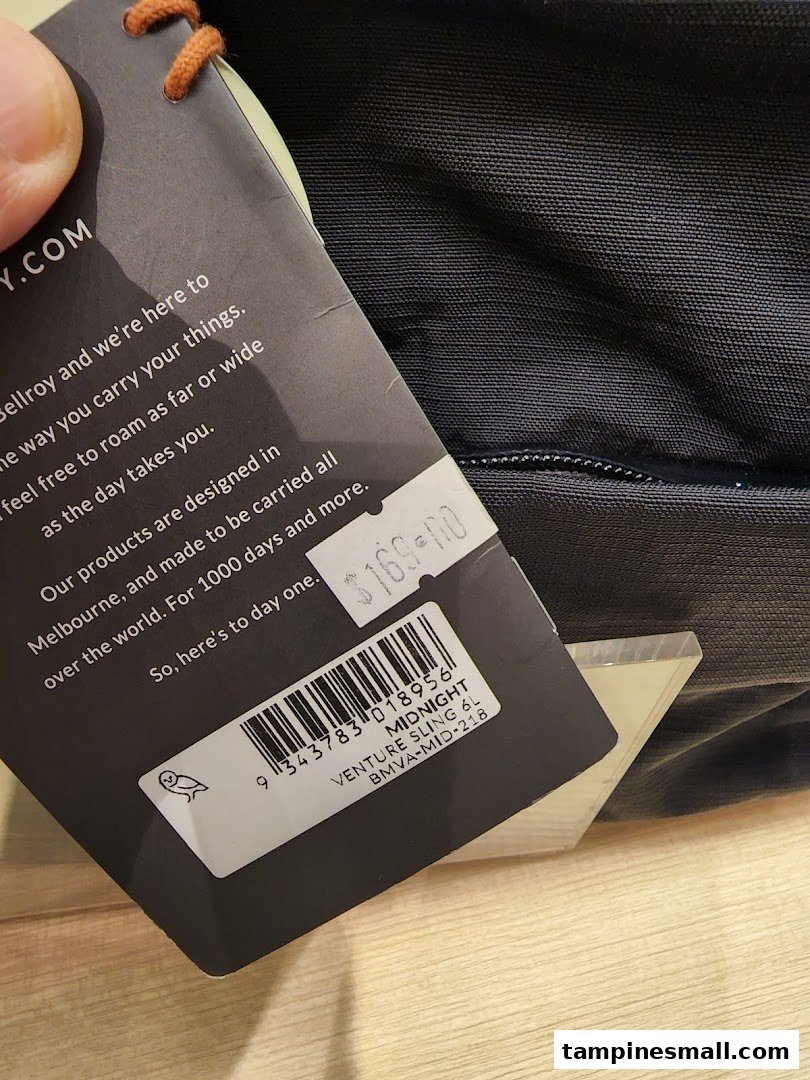 Y.COM
Bellroy and we're here to
he way you carry your things.
feel free to roam as far or wide
as the day takes you.
Our products are designed in
Melbourne, and made to be carried all
over the world. For 1000 days and more.
So, here's to day one.
$169.00
9 343783 018956
MIDNIGHT
VENTURE SLING 6L
BMVA-MID-218
tampinesmall.com